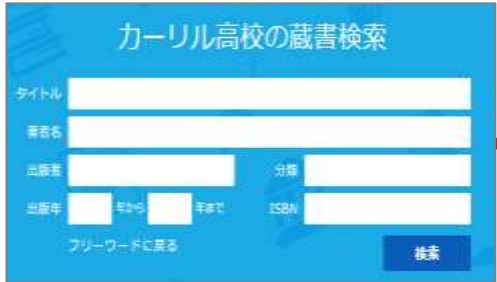 カーリル高校の蔵書検索
タイトル
著者名
出版者 分類
出版年 年から 年まで ISBN
フリーワードに戻る 検索